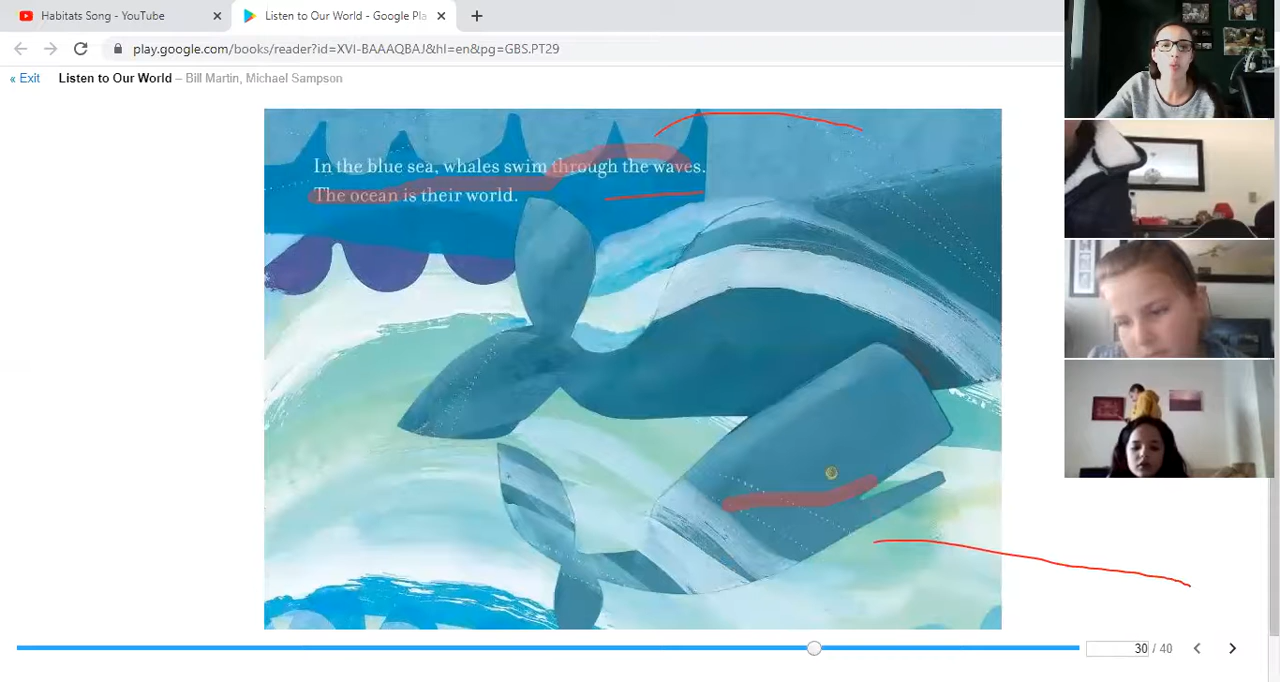 Habitats Song - YouTube
Listen to Our World - Google Pla
play.google.com/books/reader?id=XVI-BAAAQBAJ&hl=en&pg=GBS.PT29
« Exit Listen to Our World – Bill Martin, Michael Sampson
In the blue sea, whales swim through the waves.
The ocean is their world.
30 / 40